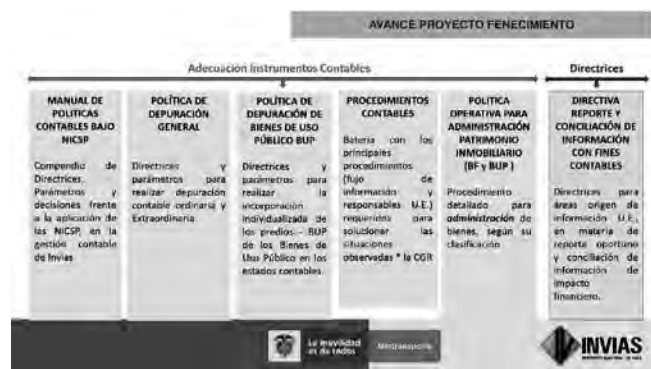 AVANCE PROYECTO FENECIMIENTO
Adecuación Instrumentos Contables
Directrices
MANUAL DE
POLITICAS
CONTABLES BAJO
NICSP
Compendio de
Directrices,
Parámetros y
decisiones frente
a la aplicación de
las NICSP, en la
gestión contable
de Invias
POLÍTICA DE
DEPURACIÓN
GENERAL
Directrices y
parámetros para
realizar depuración
contable ordinaria y
Extraordinaria.
POLÍTICA DE
DEPURACIÓN DE
BIENES DE USO
PÚBLICO BUP
Directrices y
parámetros para
realizar la
incorporación
individualizada de
los predios – BUP
de los Bienes de
Uso Público en los
estados contables.
PROCEDIMIENTOS
CONTABLES
Bateria con los
principales
procedimientos
(fujo de
información y
responsables U.E.)
requeridos para
solucionar las
situaciones
observadas * la CGR
POLITICA
OPERATIVA PARA
ADMINISTRACIÓN
PATRIMONIO
INMOBILIARIO
(BF y BUP )
Procedimiento
detallado para
administración de
bienes, según su
clasificación
DIRECTIVA
REPORTE Y
CONCILIACIÓN DE
INFORMACIÓN
CON FINES
CONTABLES
Directrices para
áreas origen de
información U.E.,
en materia de
reporte oportuno
y conciliación de
información de
impacto
financiero.
La movilidad
es de todos
Mintransporte
INVIAS